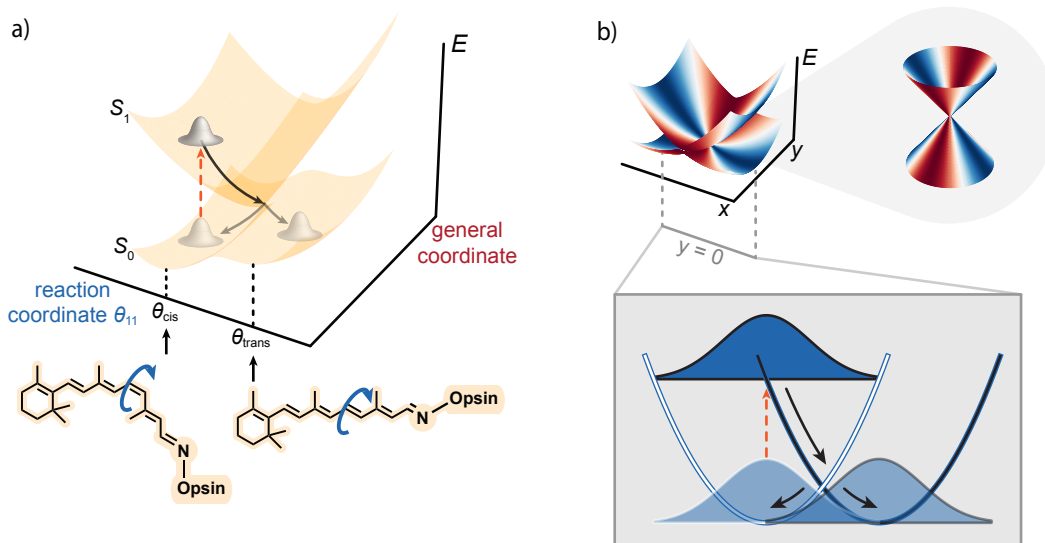 a)
E
S1
S0
general
coordinate
reaction
coordinate θ11
θcis
θtrans
N
Opsin
N
Opsin
b)
E
y
x
y = 0